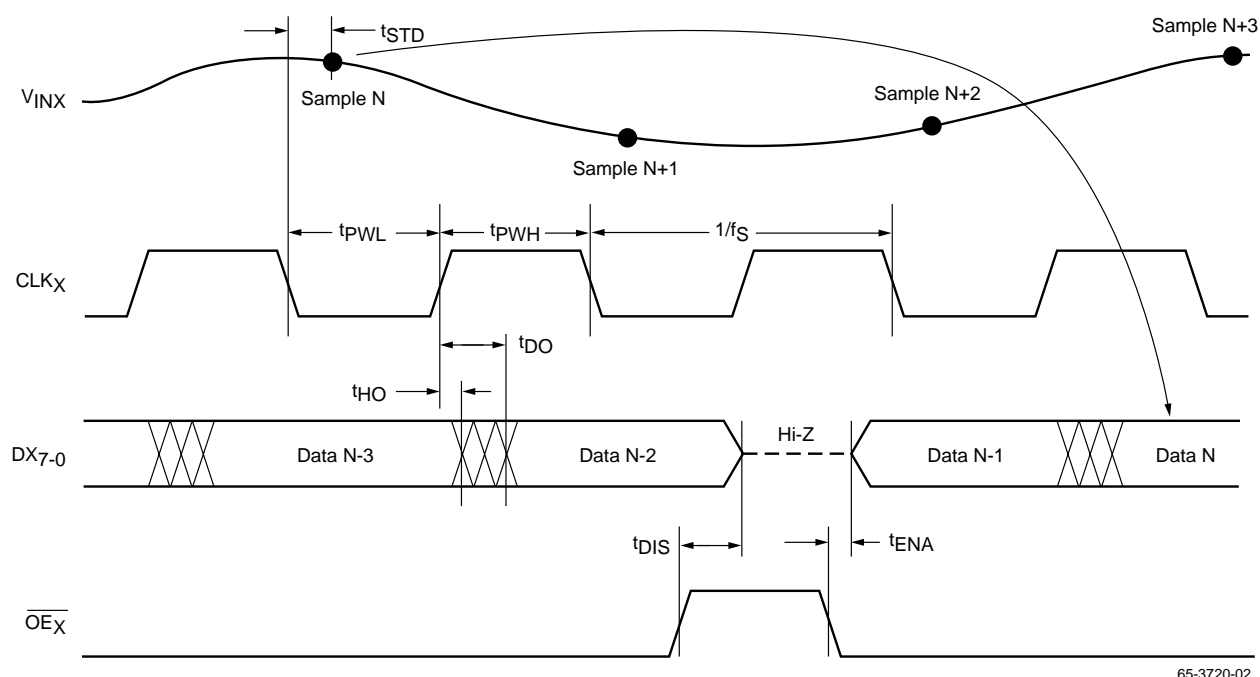 tSTD
Sample N+3
VINX
Sample N
Sample N+2
Sample N+1
tPWL
tPWH
1/fS
CLKX
tDO
tHO
DX7-0
Data N-3
Data N-2
Hi-Z
Data N-1
Data N
tDIS
tENA
OEX
65-3720-02